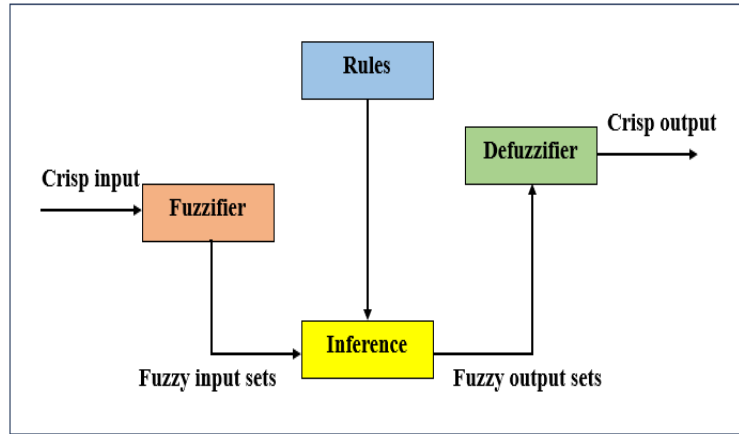 Rules
Crisp output
Defuzzifier
Crisp input
Fuzzifier
Inference
Fuzzy input sets
Fuzzy output sets